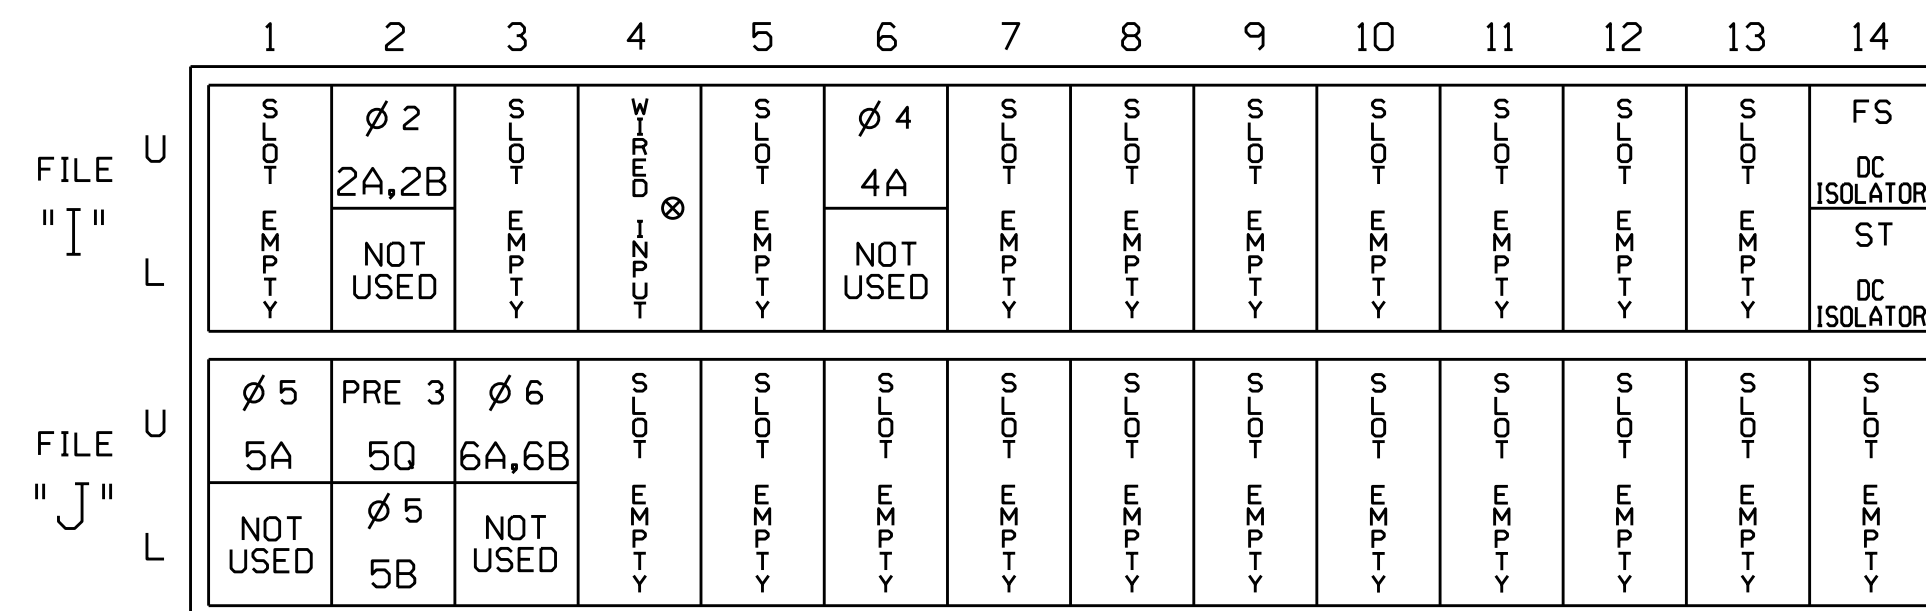 1 2 3 4 5 6 7 8 9 10 11 12 13 14
FILE
"I"
U
L
SLOT EMPTY
Ø 2
2A,2B
NOT
USED
SLOT EMPTY
WIRED INPUT
⊗
SLOT EMPTY
Ø 4
4A
NOT
USED
SLOT EMPTY
SLOT EMPTY
SLOT EMPTY
SLOT EMPTY
SLOT EMPTY
SLOT EMPTY
SLOT EMPTY
FS
DC
ISOLATOR
ST
DC
ISOLATOR
FILE
"J"
U
L
Ø 5
5A
NOT
USED
PRE 3
5Q
Ø 5
5B
Ø 6
6A,6B
NOT
USED
SLOT EMPTY
SLOT EMPTY
SLOT EMPTY
SLOT EMPTY
SLOT EMPTY
SLOT EMPTY
SLOT EMPTY
SLOT EMPTY
SLOT EMPTY
SLOT EMPTY
SLOT EMPTY